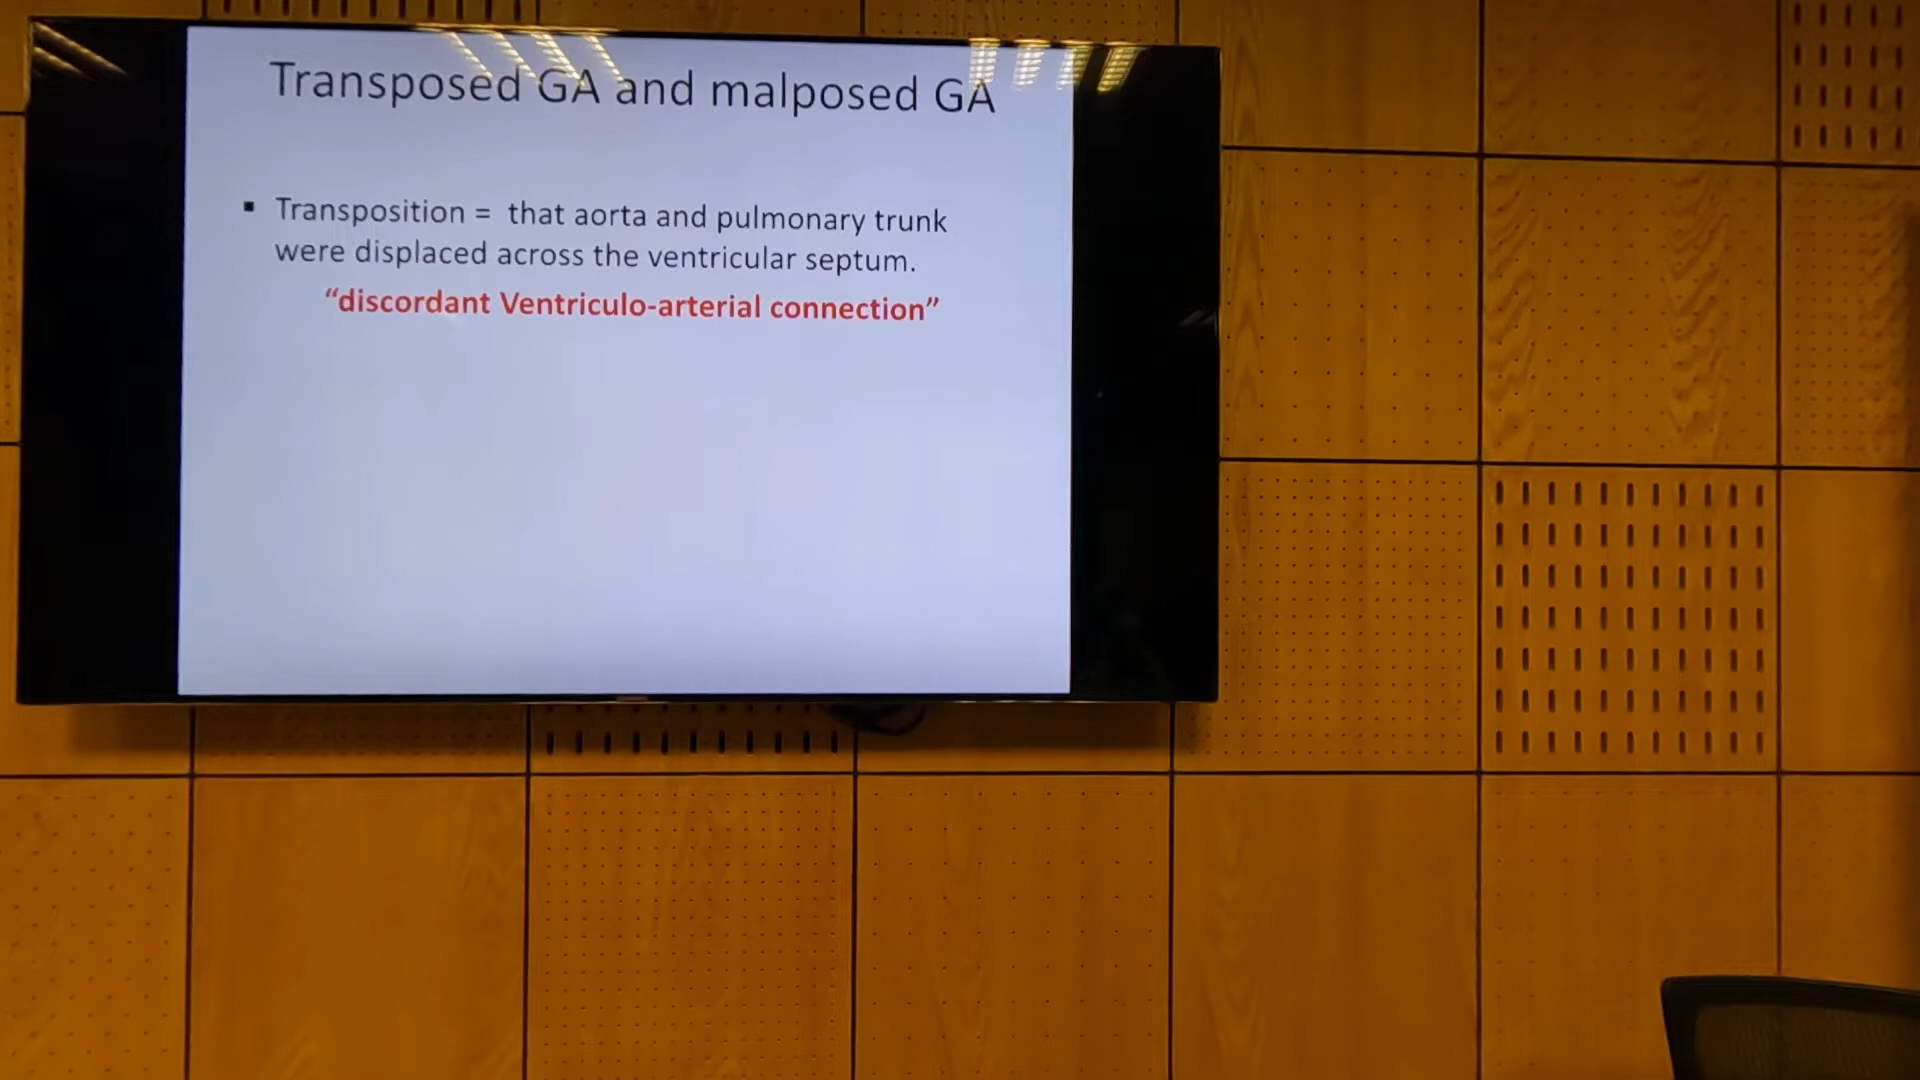 Transposed GA and malposed GA
▪ Transposition = that aorta and pulmonary trunk
were displaced across the ventricular septum.
“discordant Ventriculo-arterial connection”